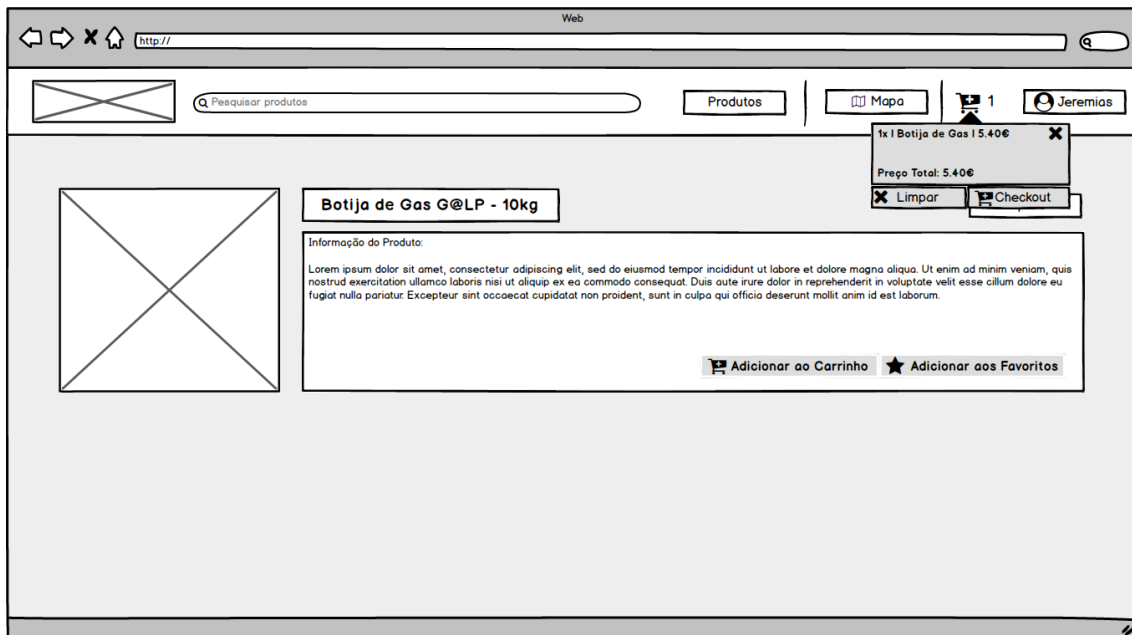 Web
http://
Pesquisar produtos
Produtos
Mapa
1
Jeremias
1x | Botija de Gas | 5.40€
Preço Total: 5.40€
Limpar
Checkout
Botija de Gas G@LP - 10kg
Informação do Produto:
Lorem ipsum dolor sit amet, consectetur adipiscing elit, sed do eiusmod tempor incididunt ut labore et dolore magna aliqua. Ut enim ad minim veniam, quis
nostrud exercitation ullamco laboris nisi ut aliquip ex ea commodo consequat. Duis aute irure dolor in reprehenderit in voluptate velit esse cillum dolore eu
fugiat nulla pariatur. Excepteur sint occaecat cupidatat non proident, sunt in culpa qui officia deserunt mollit anim id est laborum.
Adicionar ao Carrinho
Adicionar aos Favoritos